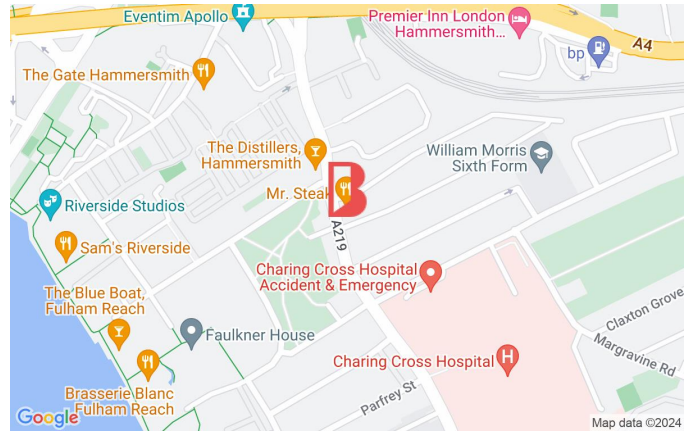 Eventim Apollo
Premier Inn London
Hammersmith...
bp
A4
The Gate Hammersmith
The Distillers,
Hammersmith
William Morris
Sixth Form
Mr. Steak
B
Riverside Studios
A219
Sam's Riverside
Charing Cross Hospital
Accident & Emergency
The Blue Boat,
Fulham Reach
Claxton Grove
Faulkner House
Margravine Rd
Charing Cross Hospital
H
Brasserie Blanc
Fulham Reach
Parfrey St
Google
Map data ©2024